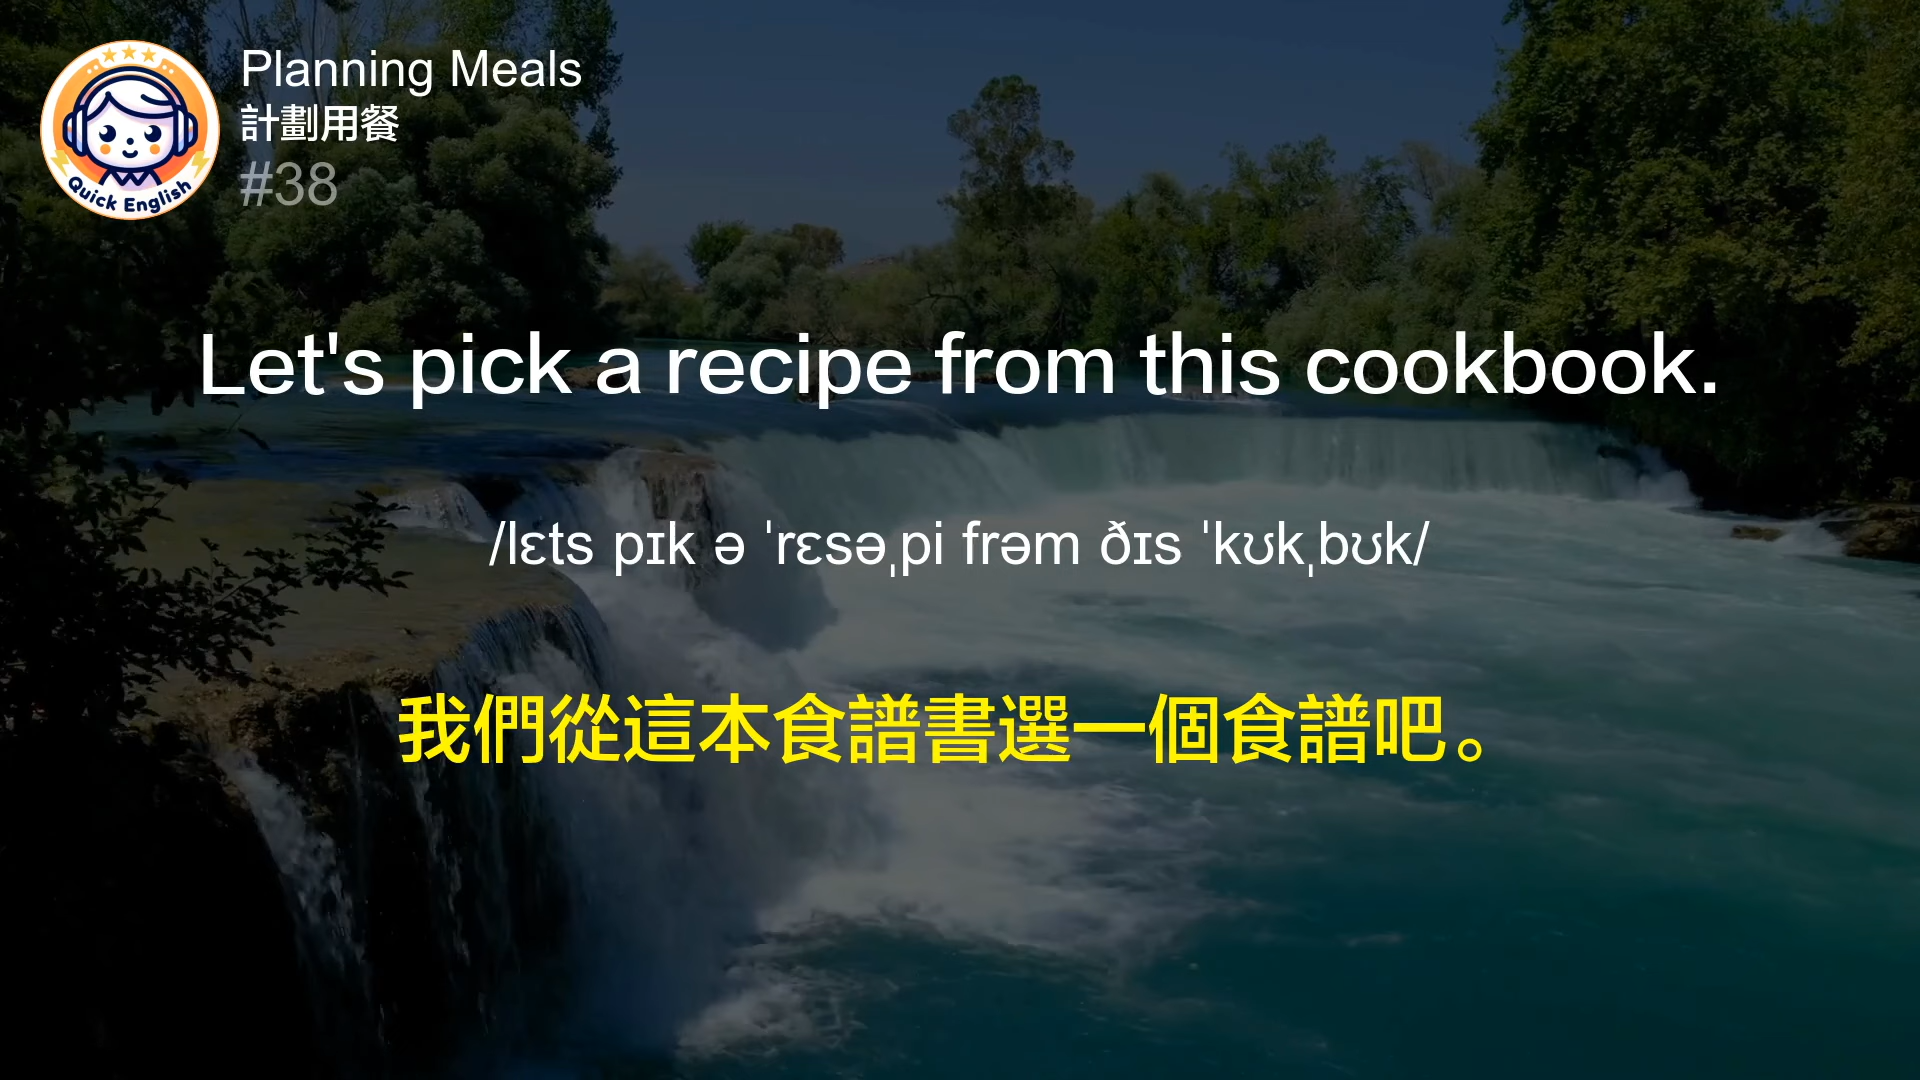 Planning Meals
計劃用餐
#38
Quick English
Let's pick a recipe from this cookbook.
/lɛts pɪk ə ˈrɛsəˌpi frəm ðɪs ˈkʊkˌbʊk/
我們從這本食譜書選一個食譜吧。